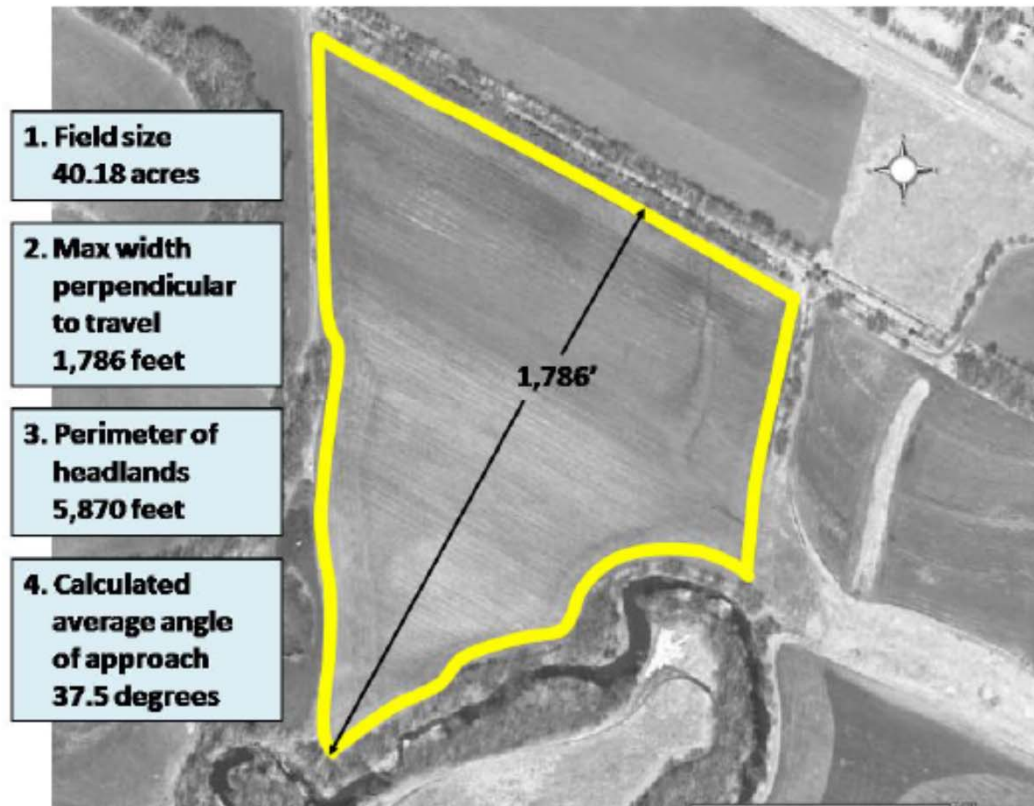 1. Field size
40.18 acres
2. Max width
perpendicular
to travel
1,786 feet
3. Perimeter of
headlands
5,870 feet
4. Calculated
average angle
of approach
37.5 degrees
1,786'